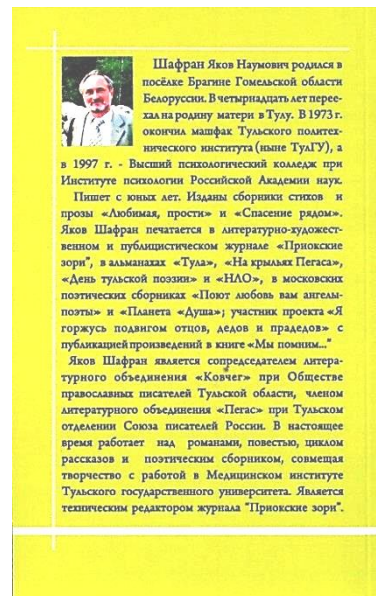 Шафран Яков Наумович родился в
посёлке Брагине Гомельской области
Белоруссии. В четырнадцать лет перее-
хал на родину матери в Тулу. В 1973 г.
окончил машфак Тульского политех-
нического института (ныне ТулГУ), а
в 1997 г. - Высший психологический колледж при
Институте психологии Российской Академии наук.
Пишет с юных лет. Изданы сборники стихов и
прозы «Любимая, прости» и «Спасение рядом».
Яков Шафран печатается в литературно-художест-
венном и публицистическом журнале «Приокские
зори", в альманахах «Тула», «На крыльях Пегаса»,
«День тульской поэзии» и «НЛО», в московских
поэтических сборниках «Поют любовь вам ангелы-
поэты» и «Планета «Душа»; участник проекта «Я
горжусь подвигом отцов, дедов и прадедов» с
публикацией произведений в книге «Мы помним..."
Яков Шафран является сопредседателем литера-
турного объединения «Ковчег» при Обществе
православных писателей Тульской области, членом
литературного объединения «Пегас» при Тульском
отделении Союза писателей России. В настоящее
время работает над романами, повестью, циклом
рассказов и поэтическим сборником, совмещая
творчество с работой в Медицинском институте
Тульского государственного университета. Является
техническим редактором журнала "Приокские зори".